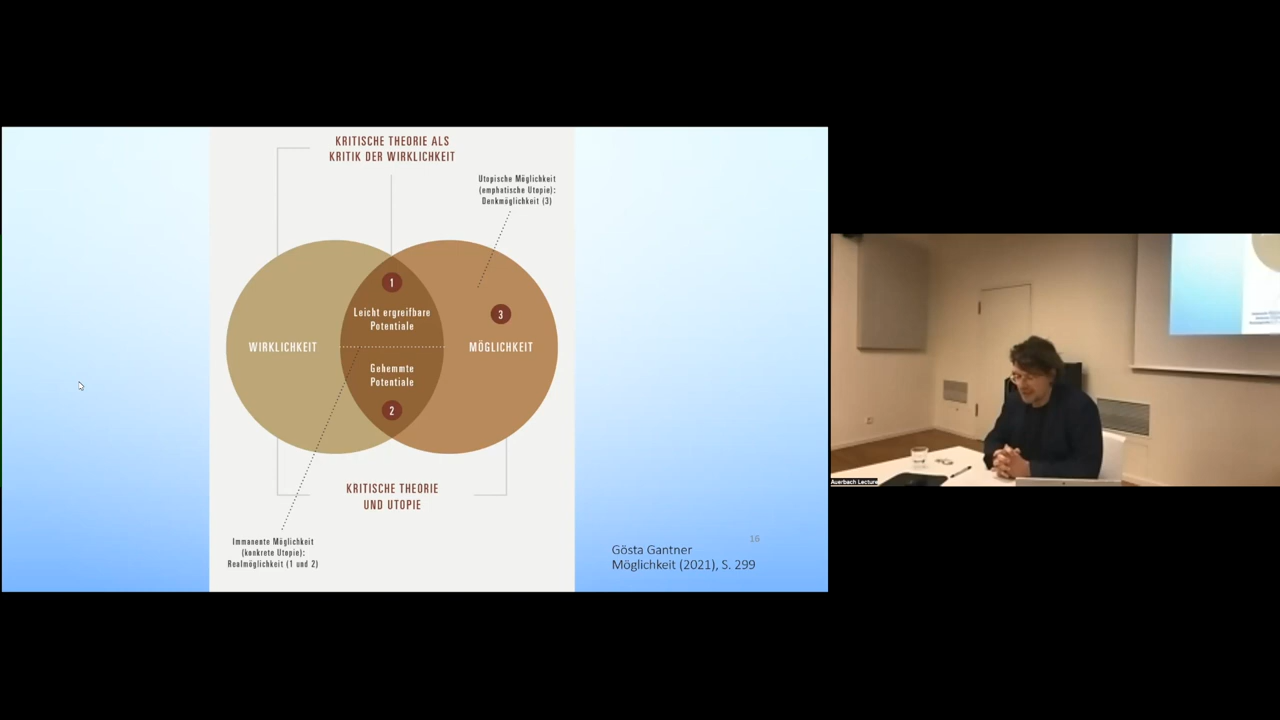 KRITISCHE THEORIE ALS
KRITIK DER WIRKLICHKEIT
Utopische Möglichkeit
(emphatische Utopie):
Denkmöglichkeit (3)
1
Leicht ergreifbare
Potentiale
3
WIRKLICHKEIT
MÖGLICHKEIT
Gehemmte
Potentiale
2
KRITISCHE THEORIE
UND UTOPIE
Immanente Möglichkeit
(konkrete Utopie):
Realmöglichkeit (1 und 2)
16
Gösta Gantner
Möglichkeit (2021), S. 299
Auerbach Lecture